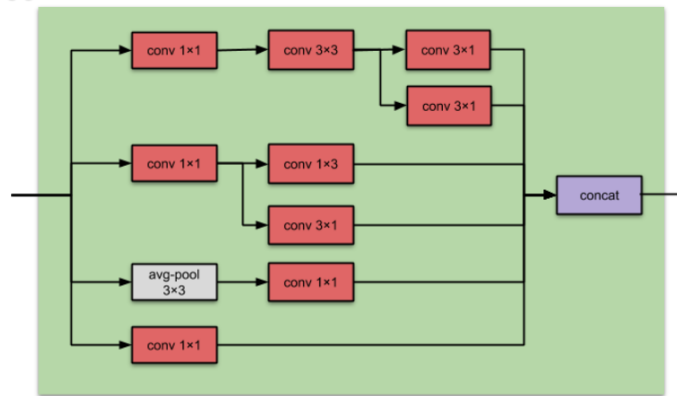 conv 1×1
conv 3×3
conv 3×1
conv 3×1
conv 1×1
conv 1×3
conv 3×1
concat
avg-pool
3×3
conv 1×1
conv 1×1